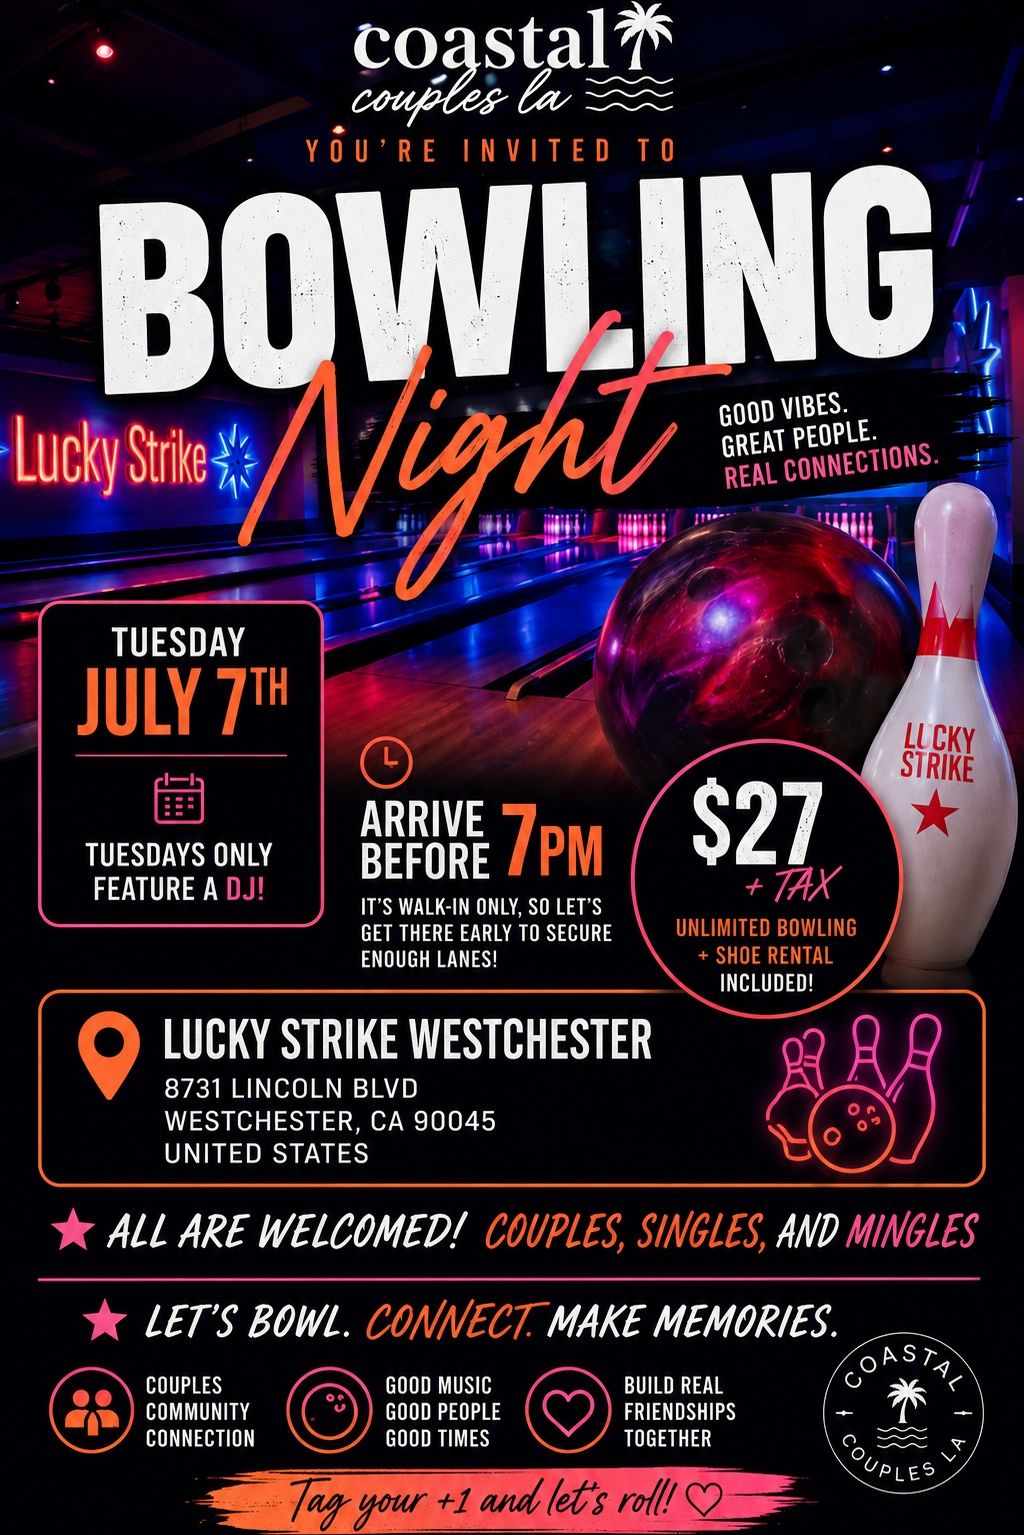 coastal
couples la
YOU'RE INVITED TO
BOWLING
Night
GOOD VIBES.
GREAT PEOPLE.
REAL CONNECTIONS.
Lucky Strike
TUESDAY
JULY 7TH
TUESDAYS ONLY
FEATURE A DJ!
ARRIVE
BEFORE 7PM
IT'S WALK-IN ONLY, SO LET'S
GET THERE EARLY TO SECURE
ENOUGH LANES!
$27
+ TAX
UNLIMITED BOWLING
+ SHOE RENTAL
INCLUDED!
LUCKY
STRIKE
LUCKY STRIKE WESTCHESTER
8731 LINCOLN BLVD
WESTCHESTER, CA 90045
UNITED STATES
ALL ARE WELCOMED! COUPLES, SINGLES, AND MINGLES
LET'S BOWL. CONNECT. MAKE MEMORIES.
COUPLES
COMMUNITY
CONNECTION
GOOD MUSIC
GOOD PEOPLE
GOOD TIMES
BUILD REAL
FRIENDSHIPS
TOGETHER
COASTAL
COUPLES LA
Tag your +1 and let's roll!